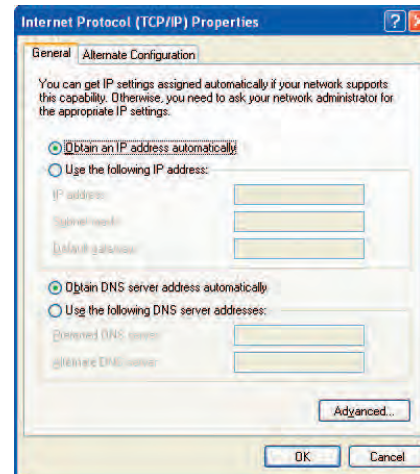 Internet Protocol (TCP/IP) Properties
General
Alternate Configuration
You can get IP settings assigned automatically if your network supports
this capability. Otherwise, you need to ask your network administrator for
the appropriate IP settings.
Obtain an IP address automatically
Use the following IP address:
IP address:
Subnet mask:
Default gateway:
Obtain DNS server address automatically
Use the following DNS server addresses:
Preferred DNS server:
Alternate DNS server:
Advanced...
OK
Cancel